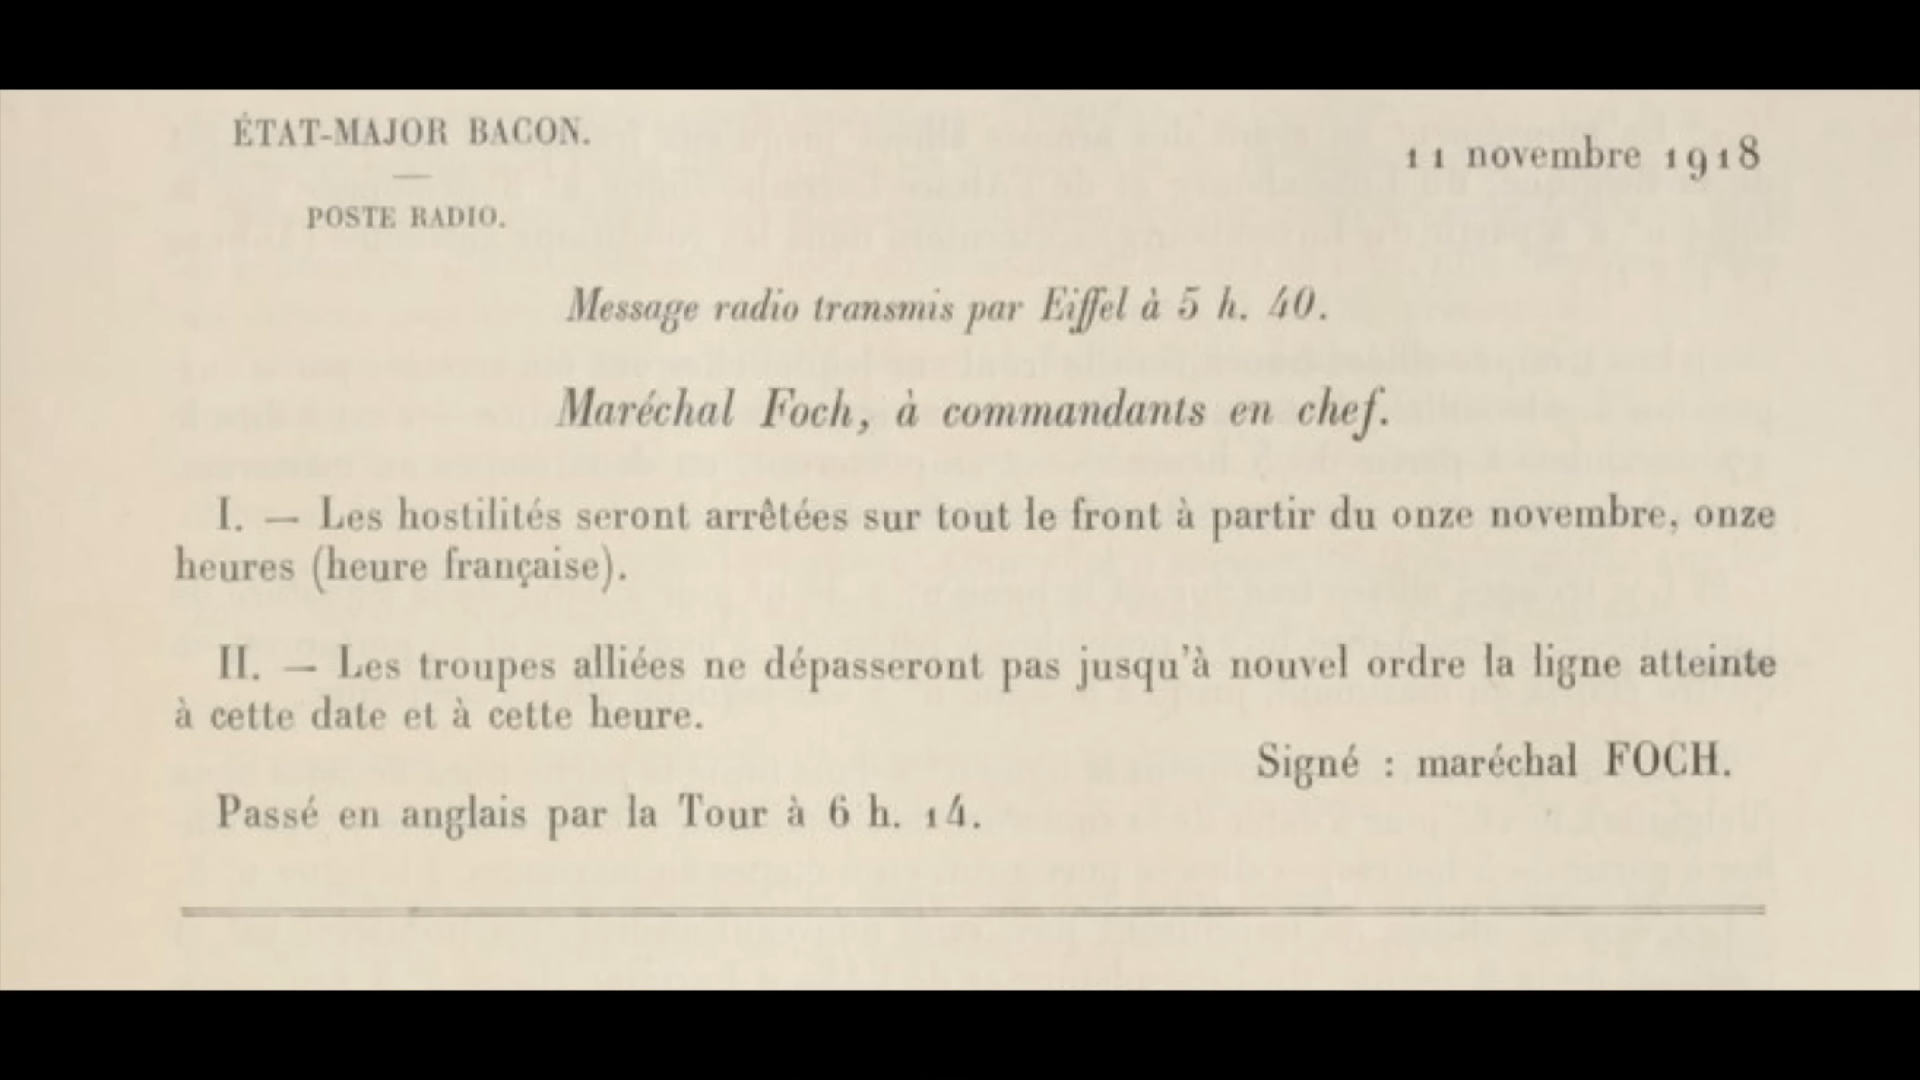 ÉTAT-MAJOR BACON.
11 novembre 1918
—
POSTE RADIO.
Message radio transmis par Eiffel à 5 h. 40.
Maréchal Foch, à commandants en chef.
I. — Les hostilités seront arrêtées sur tout le front à partir du onze novembre, onze
heures (heure française).
II. — Les troupes alliées ne dépasseront pas jusqu'à nouvel ordre la ligne atteinte
à cette date et à cette heure.
Signé : maréchal FOCH.
Passé en anglais par la Tour à 6 h. 14.